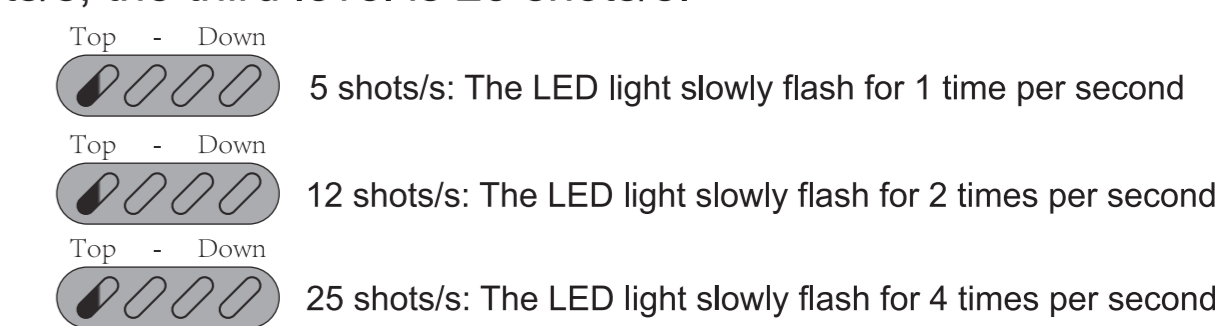 Top - Down
5 shots/s: The LED light slowly flash for 1 time per second
Top - Down
12 shots/s: The LED light slowly flash for 2 times per second
Top - Down
25 shots/s: The LED light slowly flash for 4 times per second